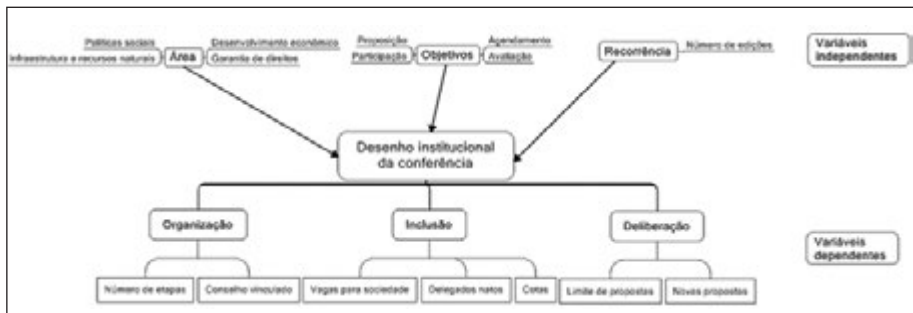 Políticas sociais
Infraestrutura e recursos naturais
Área
Desenvolvimento econômico
Garantia de direitos
Proposição
Participação
Objetivos
Agendamento
Avaliação
Recorrência
Número de edições
Variáveis
independentes
Desenho institucional
da conferência
Organização
Inclusão
Deliberação
Variáveis
dependentes
Número de etapas
Conselho vinculado
Vagas para sociedade
Delegados natos
Cotas
Limite de propostas
Novas propostas